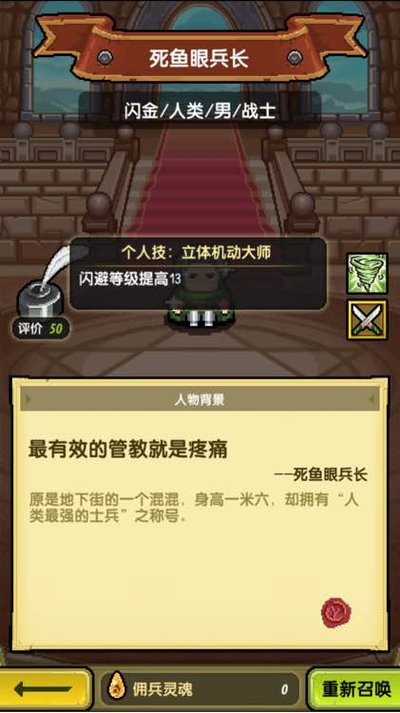 死鱼眼兵长
闪金/人类/男/战士
个人技：立体机动大师
闪避等级提高13
评价 50
人物背景
最有效的管教就是疼痛
--死鱼眼兵长
原是地下街的一个混混，身高一米六，却拥有“人
类最强的士兵”之称号。
佣兵灵魂 0
重新召唤